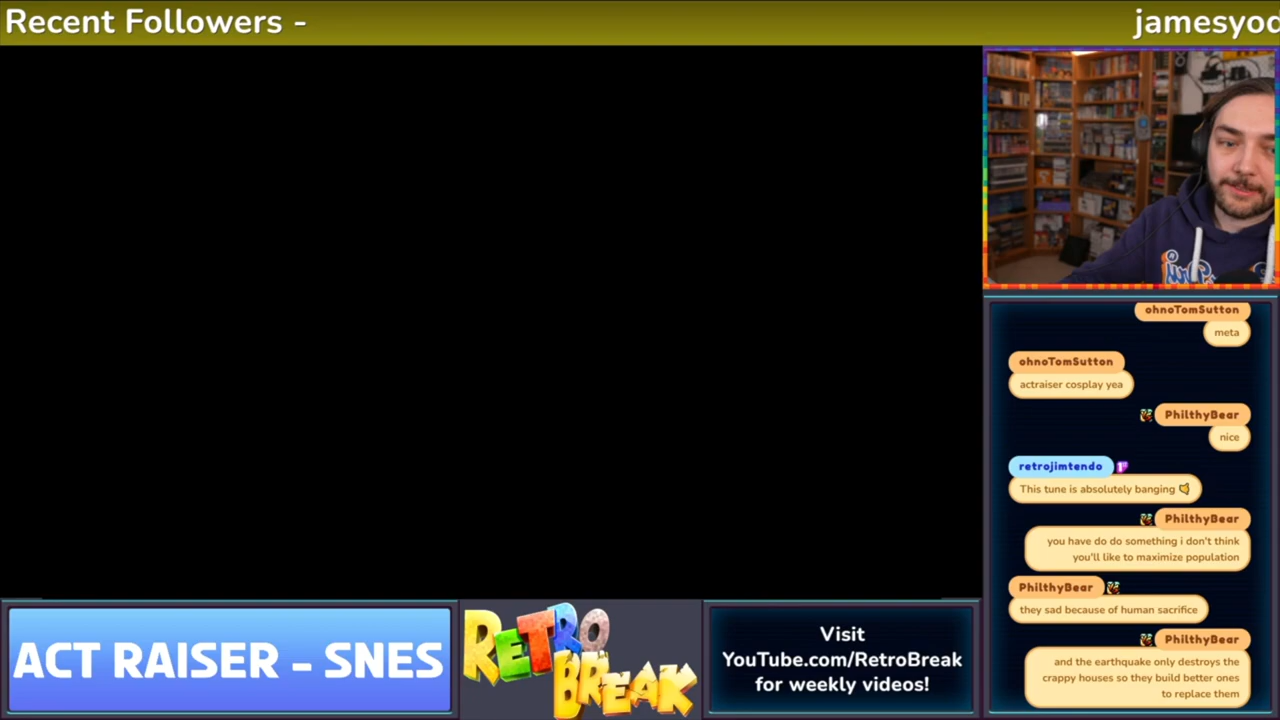 Recent Followers -
jamesyod
ohnoTomSutton
meta
ohnoTomSutton
actraiser cosplay yea
PhilthyBear
nice
retrojimtendo
This tune is absolutely banging
PhilthyBear
you have do do something i don't think
you'll like to maximize population
PhilthyBear
they sad because of human sacrifice
PhilthyBear
and the earthquake only destroys the
crappy houses so they build better ones
to replace them
ACT RAISER - SNES
RETRO
BREAK
Visit
YouTube.com/RetroBreak
for weekly videos!